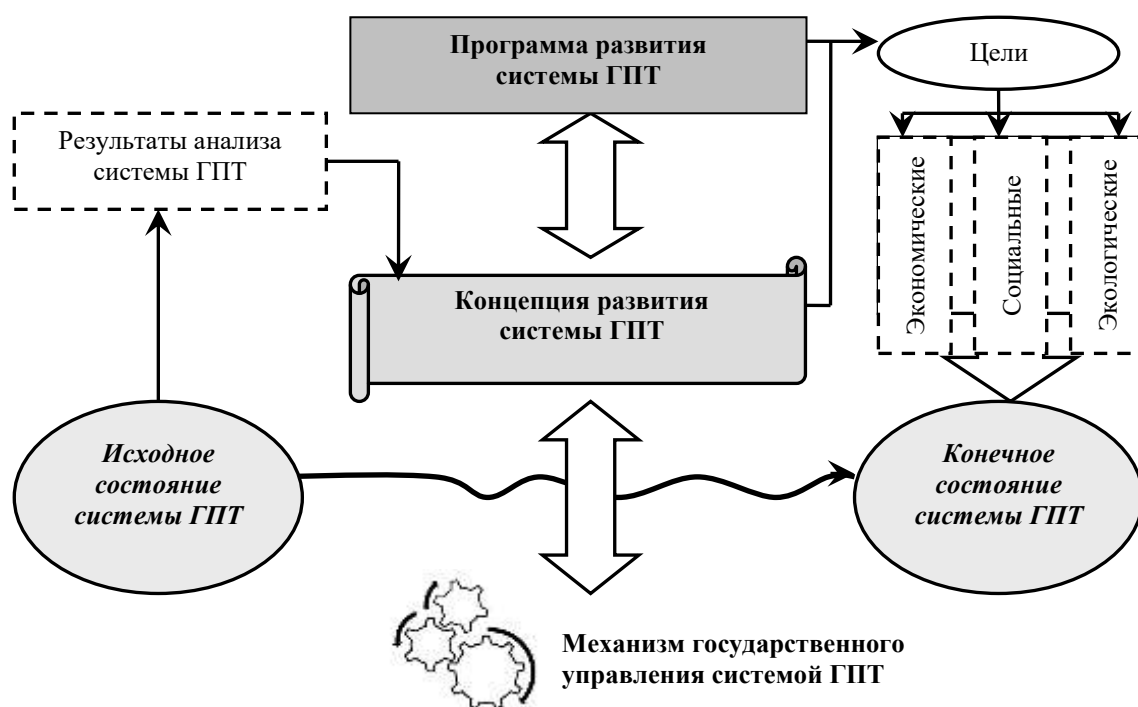 Программа развития
системы ГПТ
Цели
Результаты анализа
системы ГПТ
Экономические
Социальные
Экологические
Концепция развития
системы ГПТ
Исходное
состояние
системы ГПТ
Конечное
состояние
системы ГПТ
Механизм государственного
управления системой ГПТ